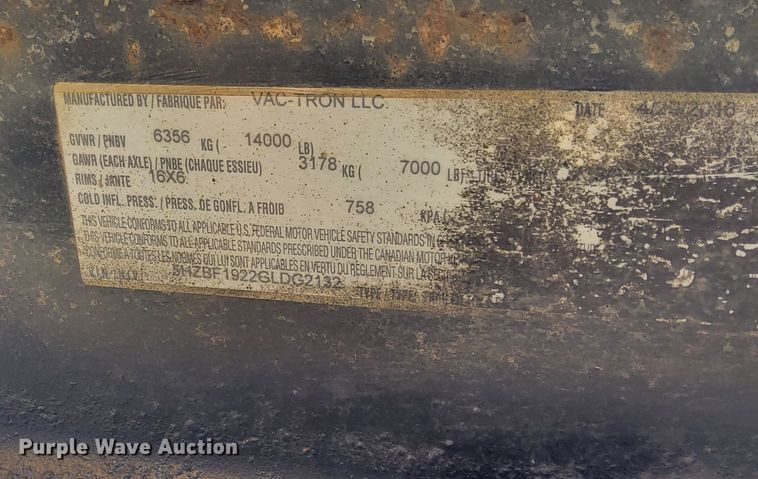 MANUFACTURED BY / FABRIQUE PAR: VAC-TRON LLC. DATE
GVWR / PNBV 6356 KG ( 14000 LB)
GAWR (EACH AXLE) / PNBE (CHAQUE ESSIEU) 3178 KG ( 7000 LB)
RIMS / JANTE 16X6
COLD INFL. PRESS. / PRESS. DE GONFL. A FROID 758 KPA (
THIS VEHICLE CONFORMS TO ALL APPLICABLE U.S. FEDERAL MOTOR VEHICLE SAFETY STANDARDS IN
CONFORMS TO ALL APPLICABLE STANDARDS PRESCRIBED UNDER THE CANADIAN MOTOR
CONFORME A TOUTES LES NORMES QUI LUI SONT APPLICABLES EN VERTU DU REGLEMENT SUR LA
5HZBF1922GLDG2132 TYPE / TYPE:
Purple Wave Auction